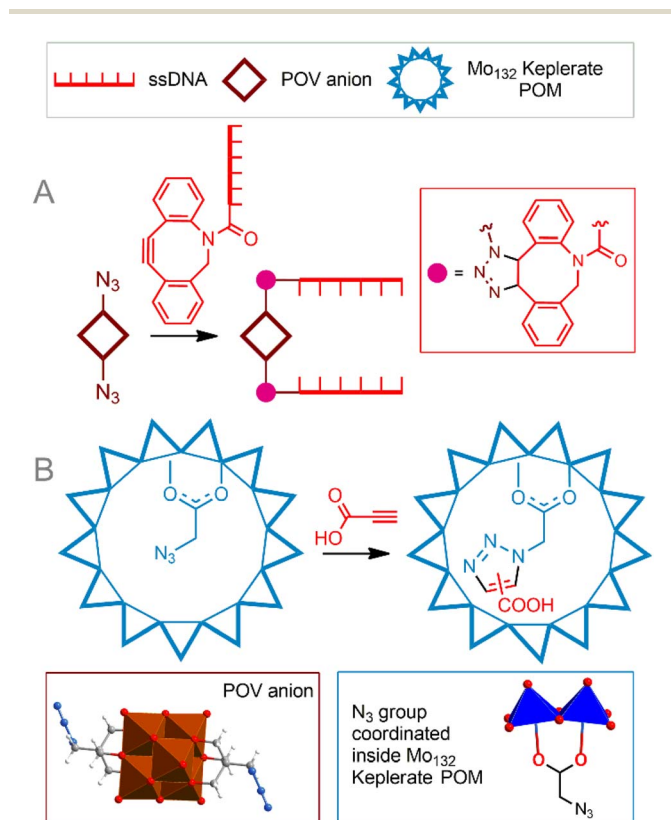 ssDNA
POV anion
Mo₁₃₂ Keplerate
POM
A
N
O
N₃
N₃
=
N
N
N
N
O
B
O
O
N₃
O
HO
O
O
N
N
N
COOH
POV anion
N₃ group
coordinated
inside Mo₁₃₂
Keplerate POM
O
O
N₃